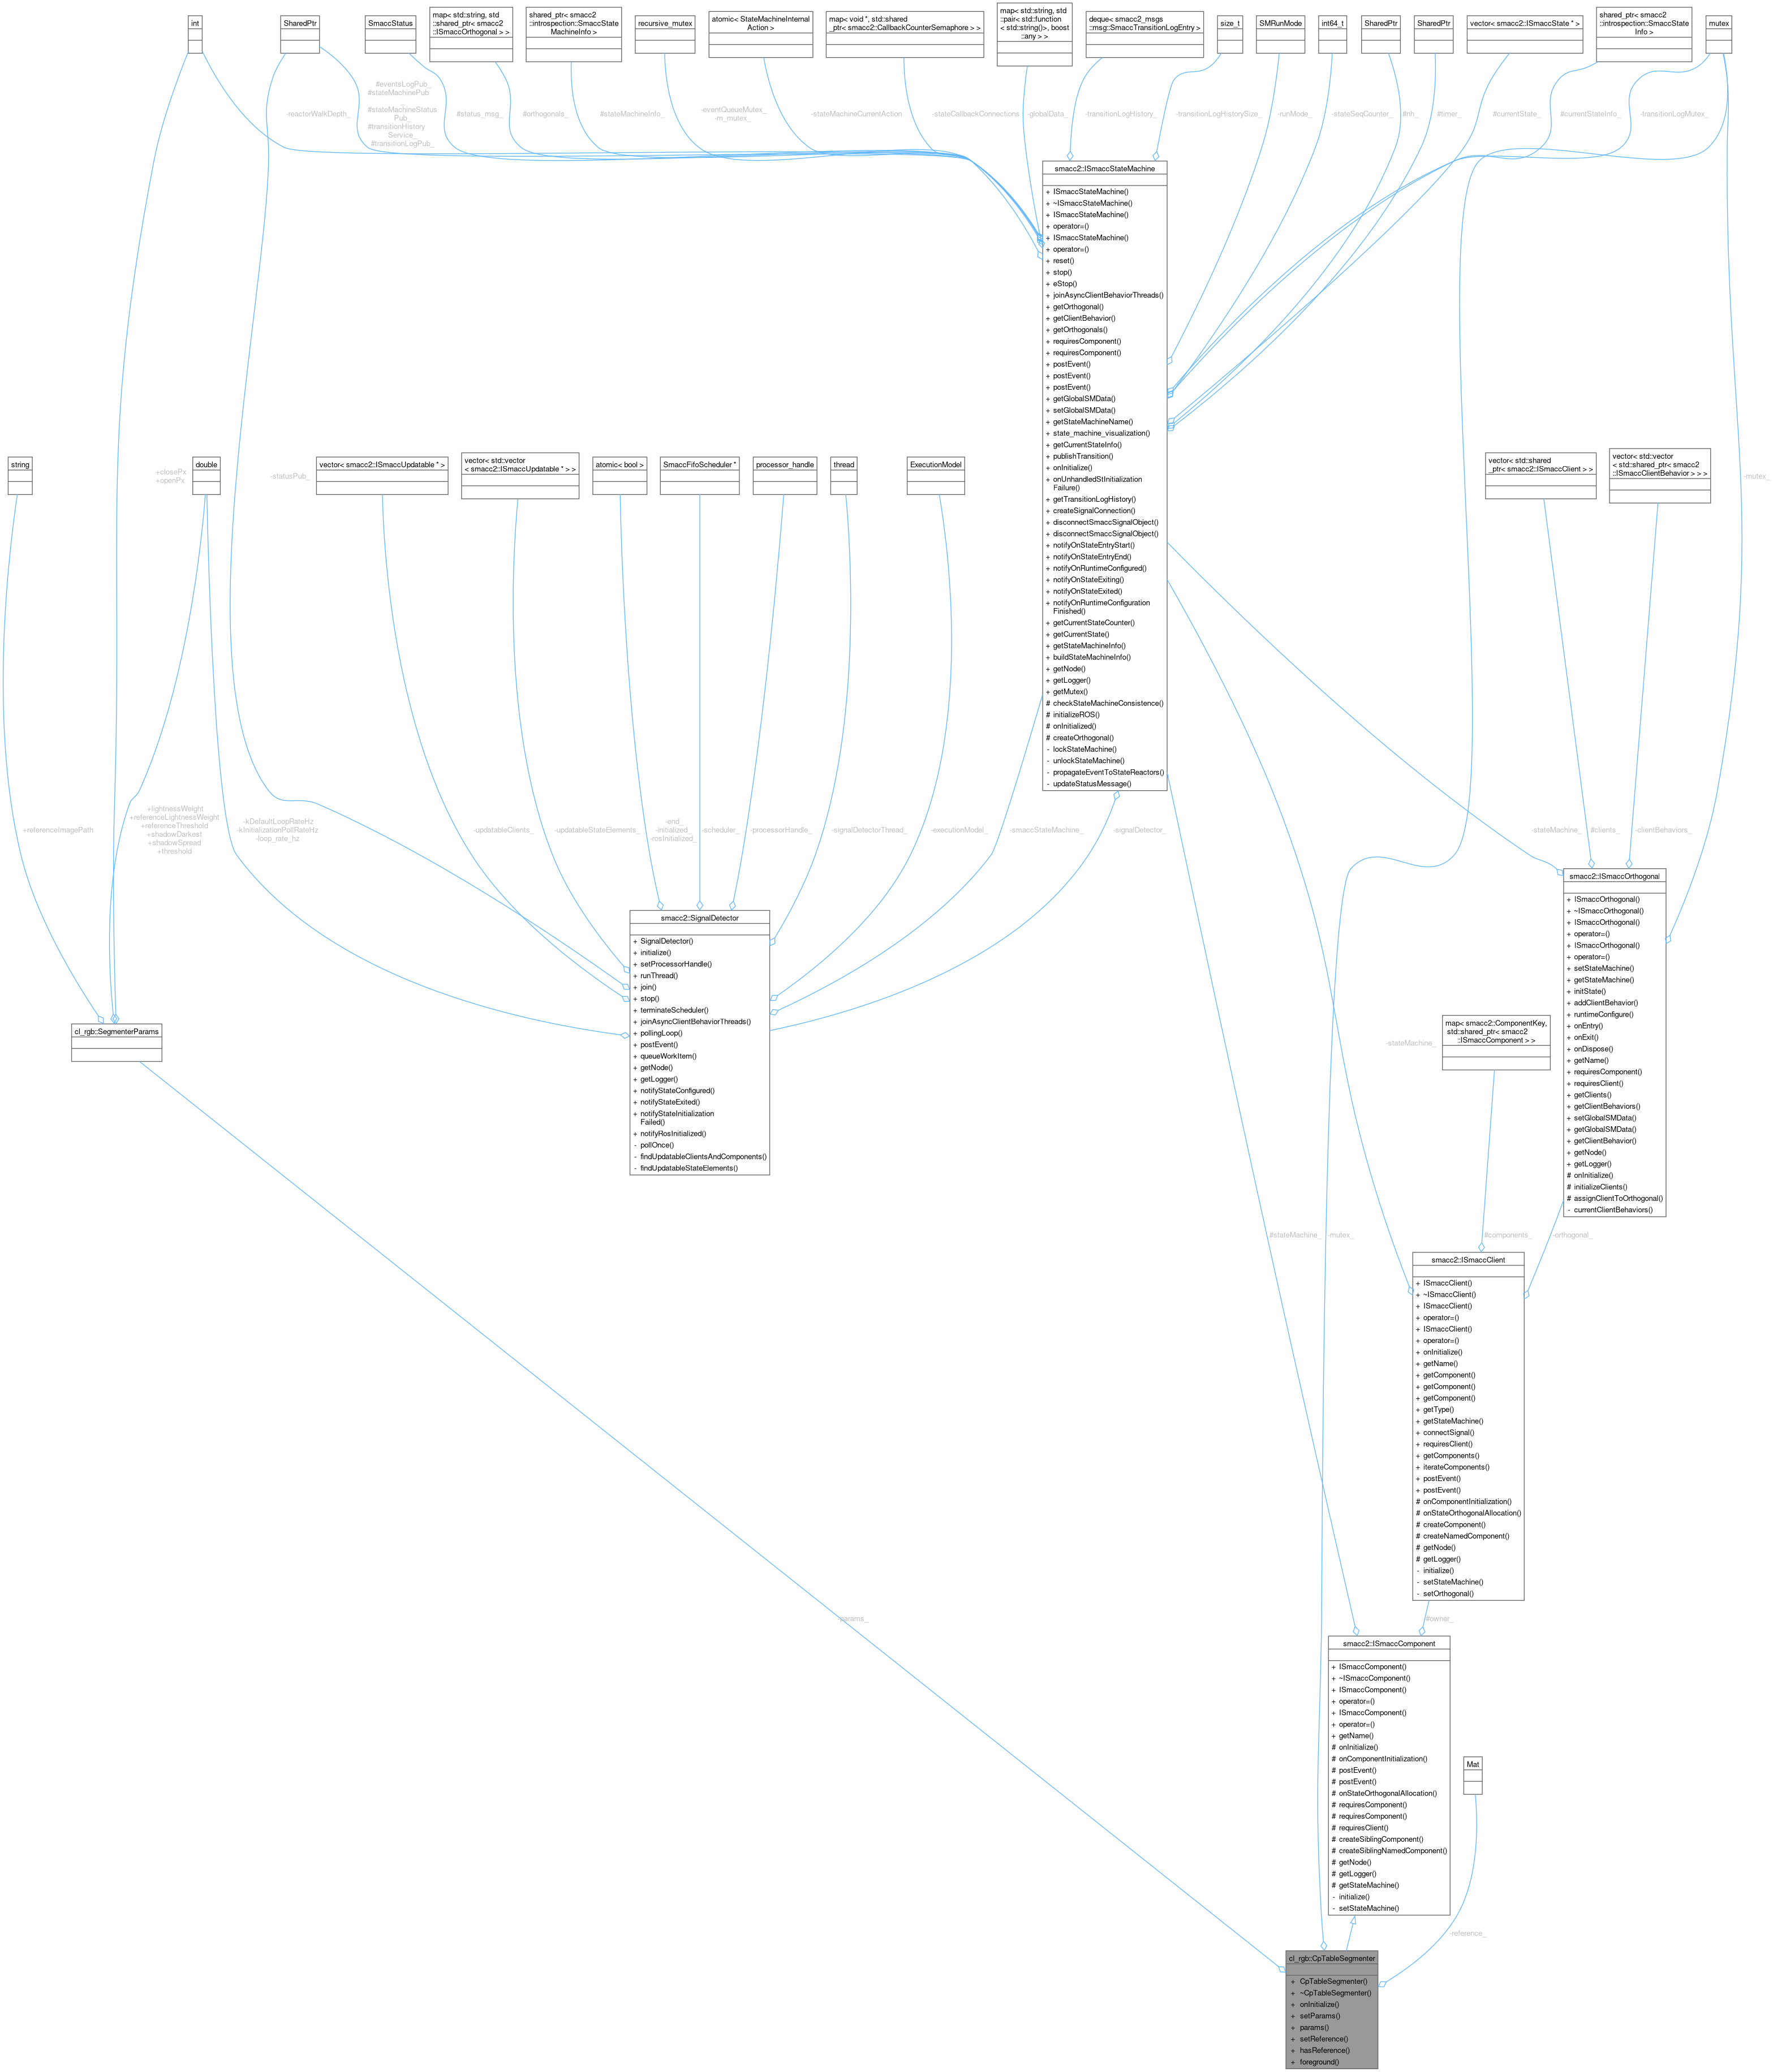 int
SharedPtr
SmaccStatus
map< std::string, std
::shared_ptr< smacc2
::ISmaccOrthogonal > >
shared_ptr< smacc2
::introspection::SmaccState
MachineInfo >
recursive_mutex
atomic< StateMachineInternal
Action >
map< void *, std::shared
_ptr< smacc2::CallbackCounterSemaphore > >
map< std::string, std
::pair< std::function
< std::string()>, boost
::any > >
deque< smacc2_msgs
::msg::SmaccTransitionLogEntry >
size_t
SMRunMode
int64_t
SharedPtr
SharedPtr
vector< smacc2::ISmaccState * >
shared_ptr< smacc2
::introspection::SmaccState
Info >
mutex
-reactorWalkDepth_
#eventsLogPub_
#stateMachinePub
_
#stateMachineStatus
Pub_
#transitionHistory
Service_
#transitionLogPub_
#status_msg_
#orthogonals_
#stateMachineInfo_
-eventQueueMutex_
-m_mutex_
-stateMachineCurrentAction
-stateCallbackConnections
-globalData_
-transitionLogHistory_
-transitionLogHistorySize_
-runMode_
-stateSeqCounter_
#nh_
#timer_
#currentState_
#currentStateInfo_
-transitionLogMutex_
smacc2::ISmaccStateMachine
+ ISmaccStateMachine()
+ ~ISmaccStateMachine()
+ ISmaccStateMachine()
+ operator=()
+ ISmaccStateMachine()
+ operator=()
+ reset()
+ stop()
+ eStop()
+ joinAsyncClientBehaviorThreads()
+ getOrthogonal()
+ getClientBehavior()
+ getOrthogonals()
+ requiresComponent()
+ requiresComponent()
+ postEvent()
+ postEvent()
+ postEvent()
+ getGlobalSMData()
+ setGlobalSMData()
+ getStateMachineName()
+ state_machine_visualization()
+ getCurrentStateInfo()
+ publishTransition()
+ onInitialize()
+ onUnhandledStInitialization
Failure()
+ getTransitionLogHistory()
+ createSignalConnection()
+ disconnectSmaccSignalObject()
+ disconnectSmaccSignalObject()
+ notifyOnStateEntryStart()
+ notifyOnStateEntryEnd()
+ notifyOnRuntimeConfigured()
+ notifyOnStateExiting()
+ notifyOnStateExited()
+ notifyOnRuntimeConfiguration
Finished()
+ getCurrentStateCounter()
+ getCurrentState()
+ getStateMachineInfo()
+ buildStateMachineInfo()
+ getNode()
+ getLogger()
+ getMutex()
# checkStateMachineConsistence()
# initializeROS()
# onInitialized()
# createOrthogonal()
- lockStateMachine()
- unlockStateMachine()
- propagateEventToStateReactors()
- updateStatusMessage()
string
double
vector< smacc2::ISmaccUpdatable * >
vector< std::vector
< smacc2::ISmaccUpdatable * > >
atomic< bool >
SmaccFifoScheduler *
processor_handle
thread
ExecutionModel
vector< std::shared
_ptr< smacc2::ISmaccClient > >
vector< std::vector
< std::shared_ptr< smacc2
::ISmaccClientBehavior > > >
+closePx
+openPx
-statusPub_
-mutex_
+referenceImagePath
+lightnessWeight
+referenceLightnessWeight
+referenceThreshold
+shadowDarkest
+shadowSpread
+threshold
-kDefaultLoopRateHz
-kInitializationPollRateHz
-loop_rate_hz
-updatableClients_
-updatableStateElements_
-end_
-initialized_
-rosInitialized_
-scheduler_
-processorHandle_
-signalDetectorThread_
-executionModel_
-smaccStateMachine_
-signalDetector_
-stateMachine_
#clients_
-clientBehaviors_
smacc2::SignalDetector
+ SignalDetector()
+ initialize()
+ setProcessorHandle()
+ runThread()
+ join()
+ stop()
+ terminateScheduler()
+ joinAsyncClientBehaviorThreads()
+ pollingLoop()
+ postEvent()
+ queueWorkItem()
+ getNode()
+ getLogger()
+ notifyStateConfigured()
+ notifyStateExited()
+ notifyStateInitialization
Failed()
+ notifyRosInitialized()
- pollOnce()
- findUpdatableClientsAndComponents()
- findUpdatableStateElements()
smacc2::ISmaccOrthogonal
+ ISmaccOrthogonal()
+ ~ISmaccOrthogonal()
+ ISmaccOrthogonal()
+ operator=()
+ ISmaccOrthogonal()
+ operator=()
+ setStateMachine()
+ getStateMachine()
+ initState()
+ addClientBehavior()
+ runtimeConfigure()
+ onEntry()
+ onExit()
+ onDispose()
+ getName()
+ requiresComponent()
+ requiresClient()
+ getClients()
+ getClientBehaviors()
+ setGlobalSMData()
+ getGlobalSMData()
+ getClientBehavior()
+ getNode()
+ getLogger()
# onInitialize()
# initializeClients()
# assignClientToOrthogonal()
- currentClientBehaviors()
cl_rgb::SegmenterParams
map< smacc2::ComponentKey,
std::shared_ptr< smacc2
::ISmaccComponent > >
-stateMachine_
#stateMachine_
-mutex_
#components_
-orthogonal_
smacc2::ISmaccClient
+ ISmaccClient()
+ ~ISmaccClient()
+ ISmaccClient()
+ operator=()
+ ISmaccClient()
+ operator=()
+ onInitialize()
+ getName()
+ getComponent()
+ getComponent()
+ getComponent()
+ getType()
+ getStateMachine()
+ connectSignal()
+ requiresClient()
+ getComponents()
+ iterateComponents()
+ postEvent()
+ postEvent()
# onComponentInitialization()
# onStateOrthogonalAllocation()
# createComponent()
# createNamedComponent()
# getNode()
# getLogger()
- initialize()
- setStateMachine()
- setOrthogonal()
-params_
#owner_
smacc2::ISmaccComponent
+ ISmaccComponent()
+ ~ISmaccComponent()
+ ISmaccComponent()
+ operator=()
+ ISmaccComponent()
+ operator=()
+ getName()
# onInitialize()
# onComponentInitialization()
# postEvent()
# postEvent()
# onStateOrthogonalAllocation()
# requiresComponent()
# requiresComponent()
# requiresClient()
# createSiblingComponent()
# createSiblingNamedComponent()
# getNode()
# getLogger()
# getStateMachine()
- initialize()
- setStateMachine()
Mat
-reference_
cl_rgb::CpTableSegmenter
+ CpTableSegmenter()
+ ~CpTableSegmenter()
+ onInitialize()
+ setParams()
+ params()
+ setReference()
+ hasReference()
+ foreground()